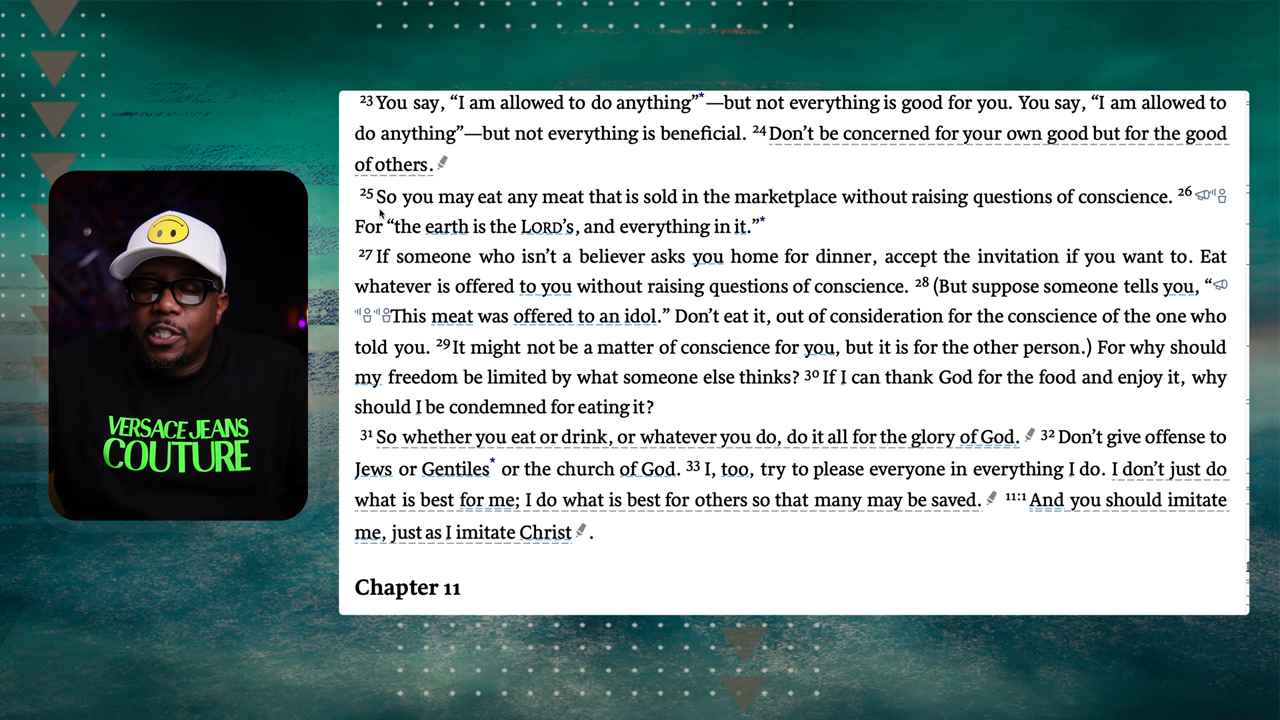 VERSACE JEANS
COUTURE
23 You say, “I am allowed to do anything”*—but not everything is good for you. You say, “I am allowed to
do anything”—but not everything is beneficial. 24 Don’t be concerned for your own good but for the good
of others.
25 So you may eat any meat that is sold in the marketplace without raising questions of conscience. 26
For “the earth is the LORD’s, and everything in it.”*
27 If someone who isn’t a believer asks you home for dinner, accept the invitation if you want to. Eat
whatever is offered to you without raising questions of conscience. 28 (But suppose someone tells you, “
This meat was offered to an idol.” Don’t eat it, out of consideration for the conscience of the one who
told you. 29 It might not be a matter of conscience for you, but it is for the other person.) For why should
my freedom be limited by what someone else thinks? 30 If I can thank God for the food and enjoy it, why
should I be condemned for eating it?
31 So whether you eat or drink, or whatever you do, do it all for the glory of God. 32 Don’t give offense to
Jews or Gentiles* or the church of God. 33 I, too, try to please everyone in everything I do. I don’t just do
what is best for me; I do what is best for others so that many may be saved. 11:1 And you should imitate
me, just as I imitate Christ.
Chapter 11